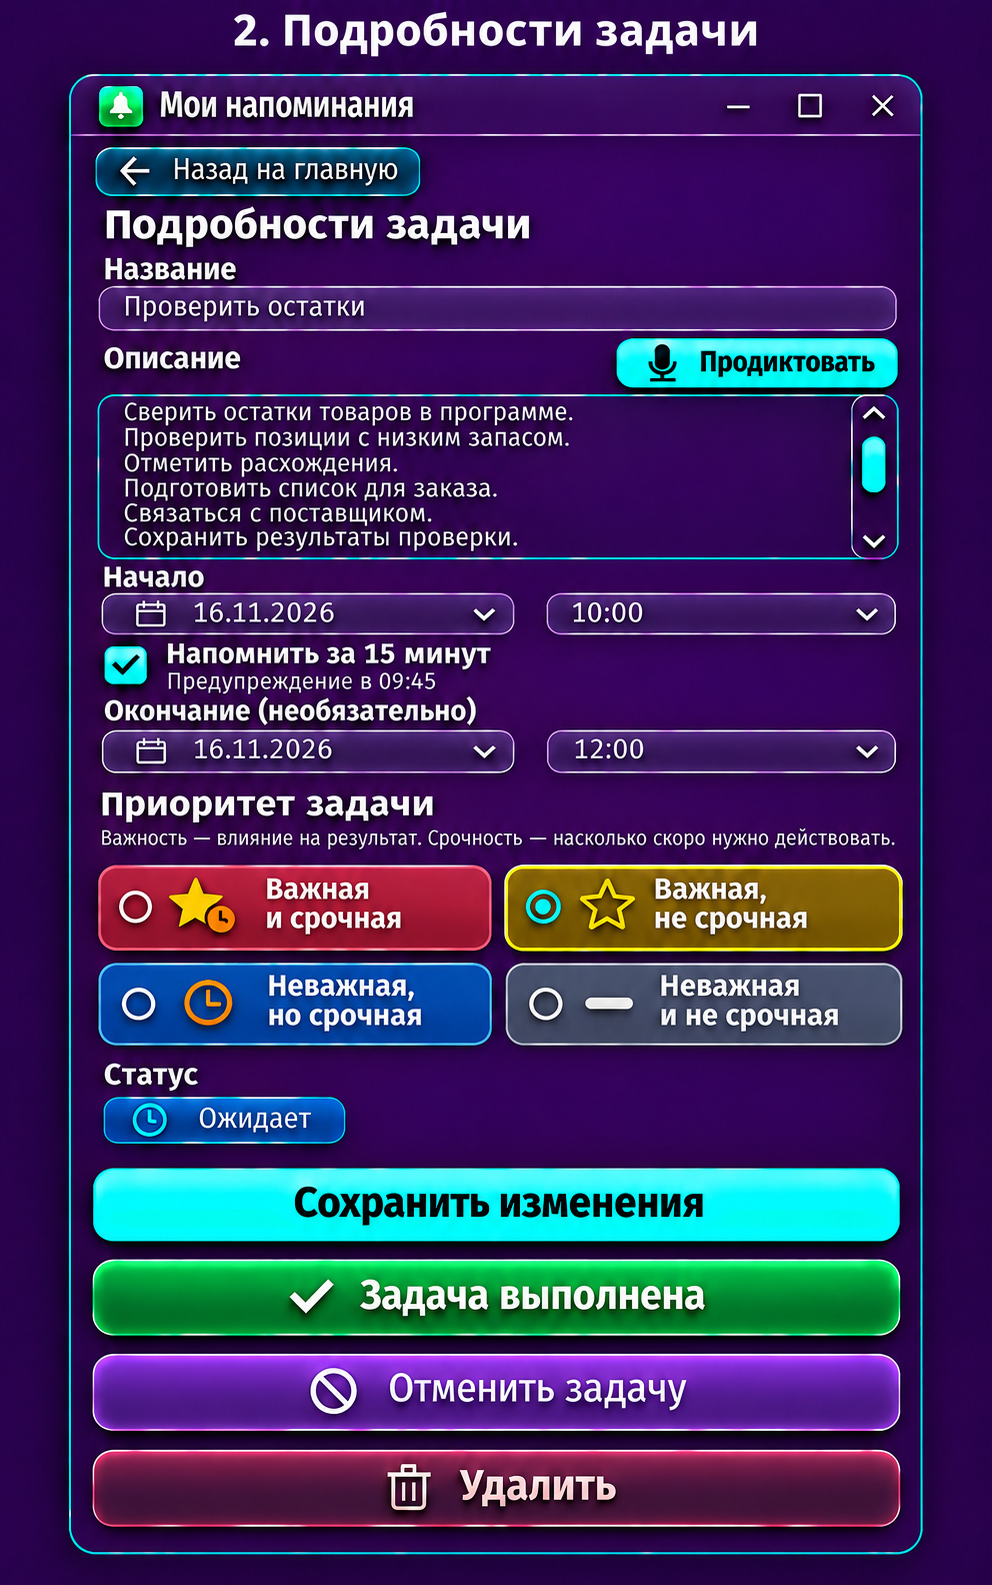 2. Подробности задачи
Мои напоминания
Назад на главную
Подробности задачи
Название
Проверить остатки
Описание
Продиктовать
Сверить остатки товаров в программе.
Проверить позиции с низким запасом.
Отметить расхождения.
Подготовить список для заказа.
Связаться с поставщиком.
Сохранить результаты проверки.
Начало
16.11.2026
10:00
Напомнить за 15 минут
Предупреждение в 09:45
Окончание (необязательно)
16.11.2026
12:00
Приоритет задачи
Важность — влияние на результат. Срочность — насколько скоро нужно действовать.
Важная
и срочная
Важная,
не срочная
Неважная,
но срочная
Неважная
и не срочная
Статус
Ожидает
Сохранить изменения
Задача выполнена
Отменить задачу
Удалить